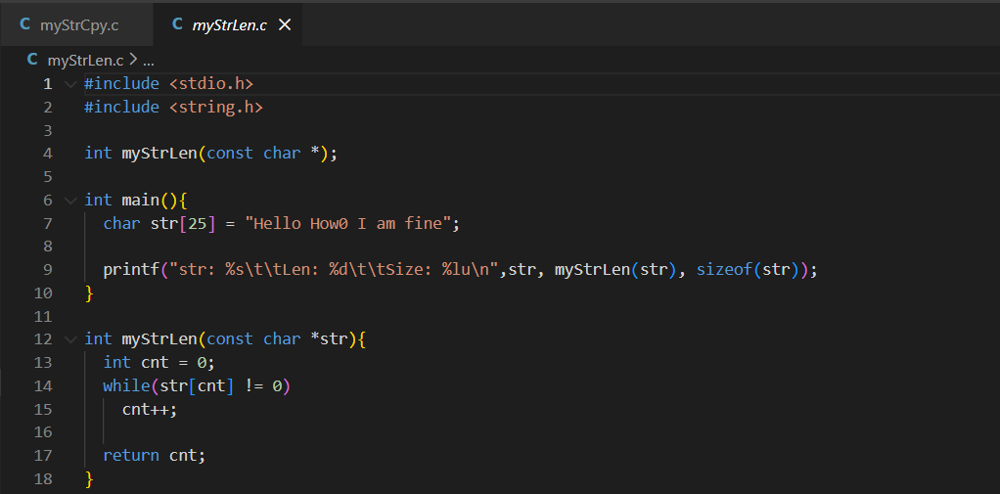 C myStrCpy.c C myStrLen.c ×
C myStrLen.c > ...
1 #include <stdio.h>
2 #include <string.h>
3
4 int myStrLen(const char *);
5
6 int main(){
7   char str[25] = "Hello How0 I am fine";
8
9   printf("str: %s\t\tLen: %d\t\tSize: %lu\n",str, myStrLen(str), sizeof(str));
10 }
11
12 int myStrLen(const char *str){
13   int cnt = 0;
14   while(str[cnt] != 0)
15     cnt++;
16
17   return cnt;
18 }